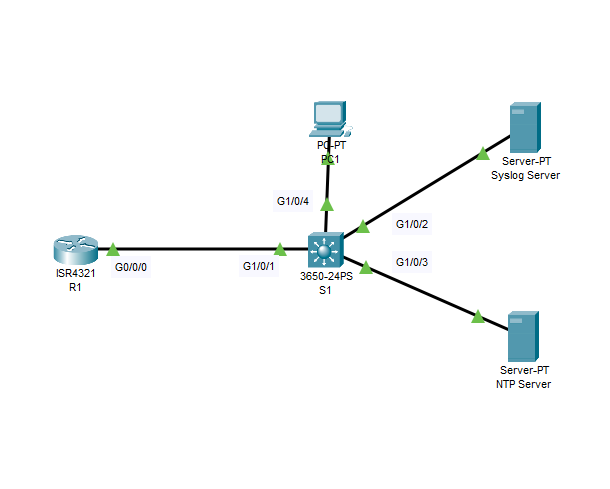 PC-PT
PC1
Server-PT
Syslog Server
G1/0/4
G1/0/2
ISR4321
R1
G0/0/0
G1/0/1
3650-24PS
S1
G1/0/3
Server-PT
NTP Server